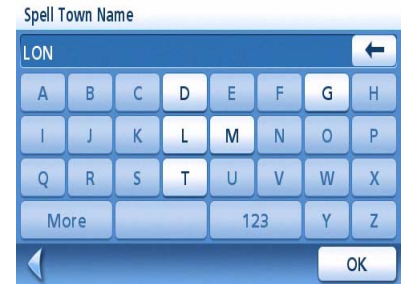 Spell Town Name
LON
A B C D E F G H
I J K L M N O P
Q R S T U V W X
More 123 Y Z
OK